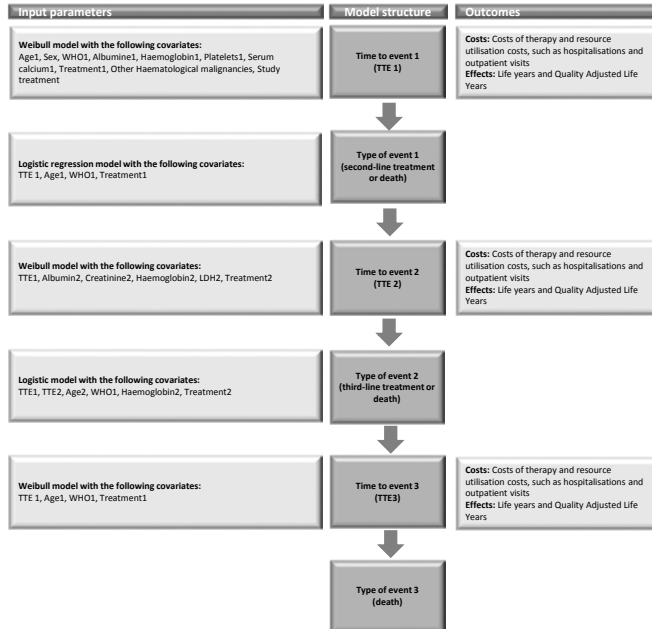 Input parameters
Model structure
Outcomes
Weibull model with the following covariates:
Age1, Sex, WHO1, Albumine1, Haemoglobin1, Platelets1, Serum
calcium1, Treatment1, Other Haematological malignancies, Study
treatment
Time to event 1
(TTE 1)
Costs: Costs of therapy and resource
utilisation costs, such as hospitalisations and
outpatient visits
Effects: Life years and Quality Adjusted Life
Years
Logistic regression model with the following covariates:
TTE 1, Age1, WHO1, Treatment1
Type of event 1
(second-line treatment
or death)
Weibull model with the following covariates:
TTE1, Albumin2, Creatinine2, Haemoglobin2, LDH2, Treatment2
Time to event 2
(TTE 2)
Costs: Costs of therapy and resource
utilisation costs, such as hospitalisations and
outpatient visits
Effects: Life years and Quality Adjusted Life
Years
Logistic model with the following covariates:
TTE1, TTE2, Age2, WHO1, Haemoglobin2, Treatment2
Type of event 2
(third-line treatment or
death)
Weibull model with the following covariates:
TTE 1, Age1, WHO1, Treatment1
Time to event 3
(TTE3)
Costs: Costs of therapy and resource
utilisation costs, such as hospitalisations and
outpatient visits
Effects: Life years and Quality Adjusted Life
Years
Type of event 3
(death)